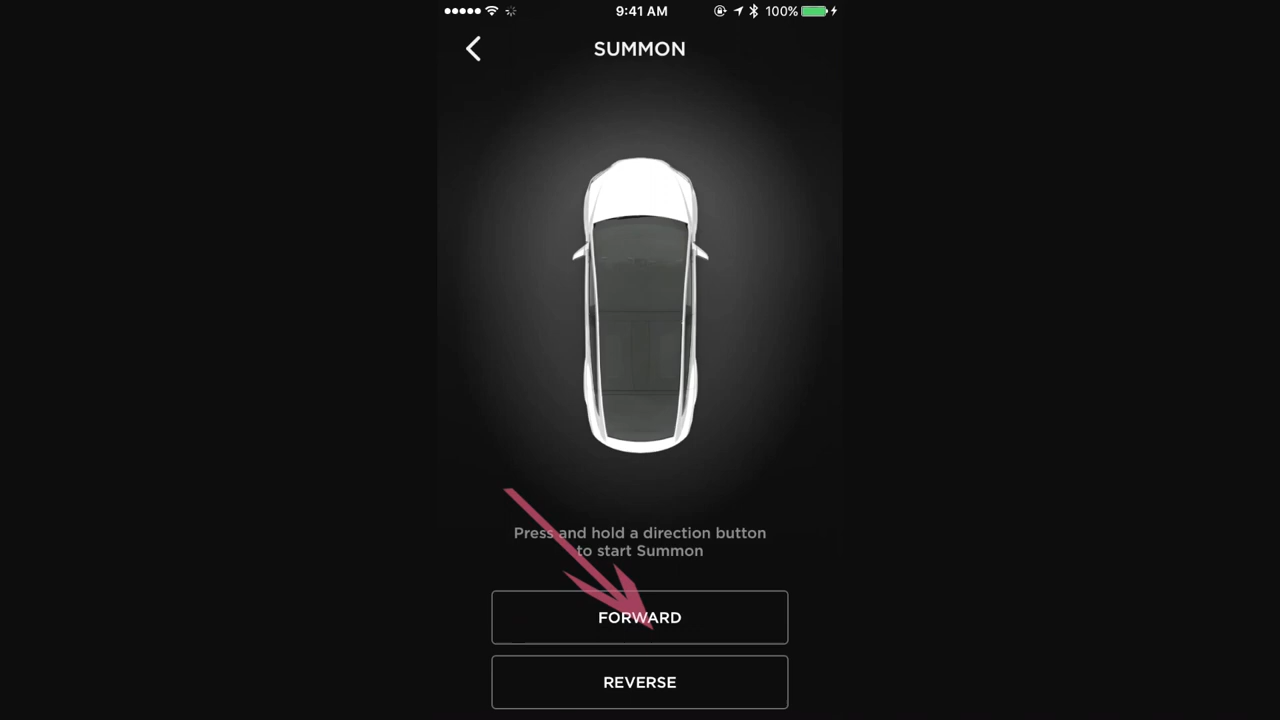 9:41 AM 100%
SUMMON
Press and hold a direction button
to start Summon
FORWARD
REVERSE